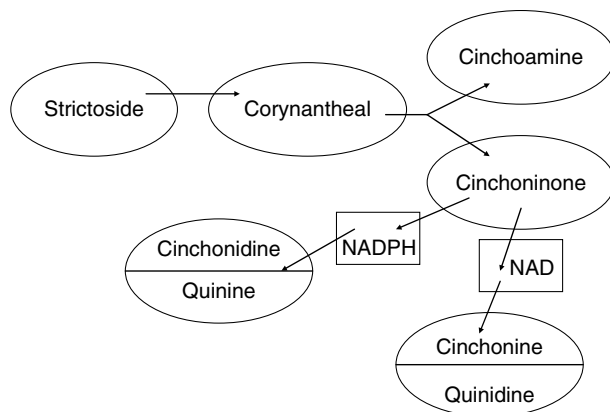 Cinchoamine
Strictoside
Corynantheal
Cinchoninone
Cinchonidine
NADPH
Quinine
NAD
Cinchonine
Quinidine